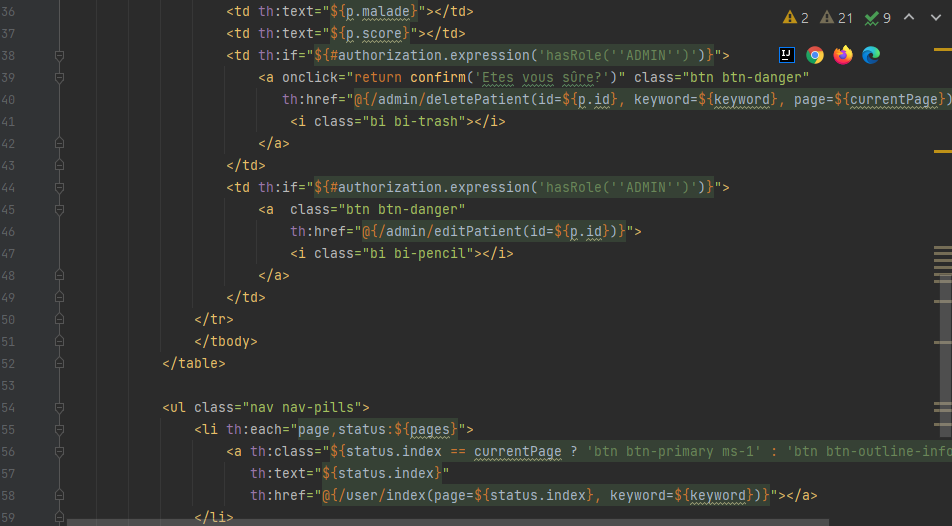 2 21 9
36 <td th:text="${p.malade}"></td>
37 <td th:text="${p.score}"></td>
38 <td th:if="${#authorization.expression('hasRole(''ADMIN'')')}">
39 <a onclick="return confirm('Etes vous sûre?')" class="btn btn-danger"
40 th:href="@{/admin/deletePatient(id=${p.id}, keyword=${keyword}, page=${currentPage})
41 <i class="bi bi-trash"></i>
42 </a>
43 </td>
44 <td th:if="${#authorization.expression('hasRole(''ADMIN'')')}">
45 <a  class="btn btn-danger"
46 th:href="@{/admin/editPatient(id=${p.id})}">
47 <i class="bi bi-pencil"></i>
48 </a>
49 </td>
50 </tr>
51 </tbody>
52 </table>
53
54 <ul class="nav nav-pills">
55 <li th:each="page,status:${pages}">
56 <a th:class="${status.index == currentPage ? 'btn btn-primary ms-1' : 'btn btn-outline-info
57 th:text="${status.index}"
58 th:href="@{/user/index(page=${status.index}, keyword=${keyword})}"></a>
59 </li>